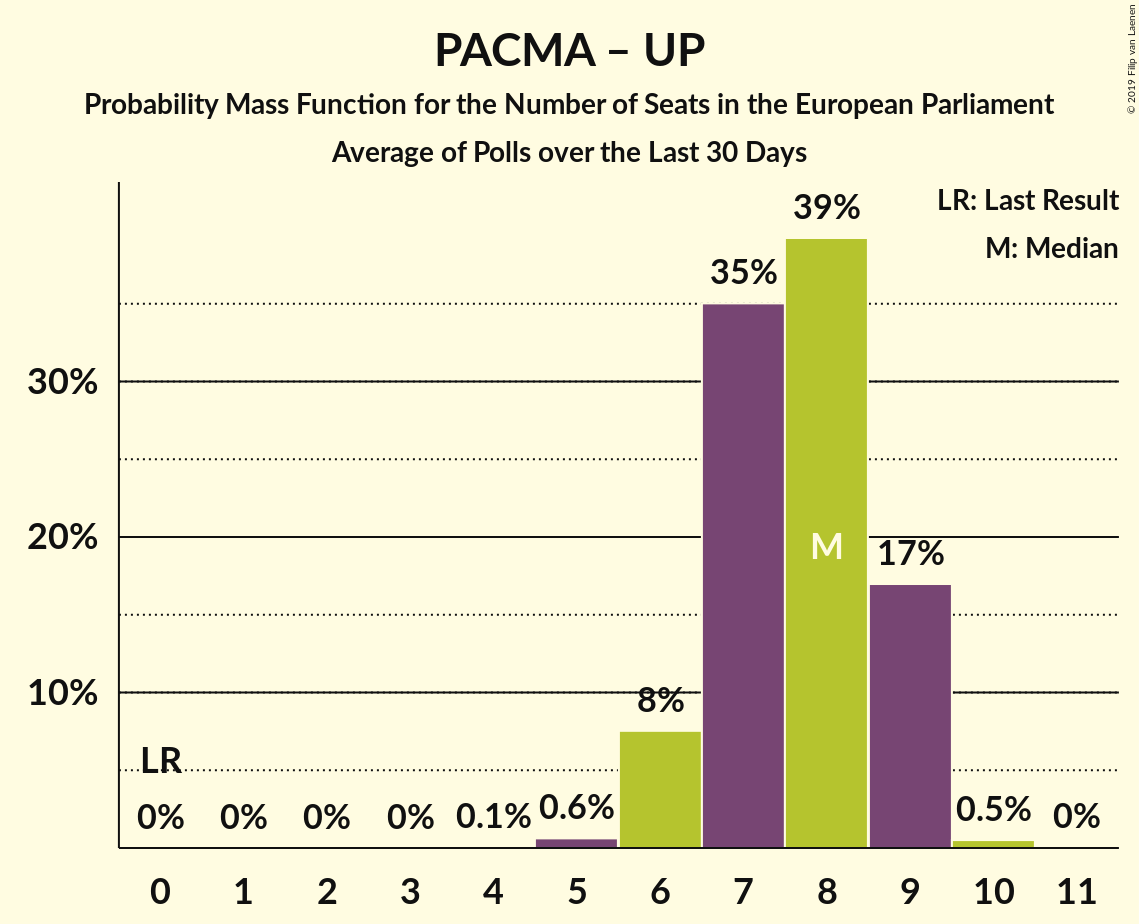 PACMA – UP
Probability Mass Function for the Number of Seats in the European Parliament
Average of Polls over the Last 30 Days
© 2019 Filip van Laenen
LR: Last Result
M: Median
39%
35%
30%
20%
M
17%
10%
8%
LR
0% 0% 0% 0% 0.1% 0.6% 0.5% 0%
0 1 2 3 4 5 6 7 8 9 10 11